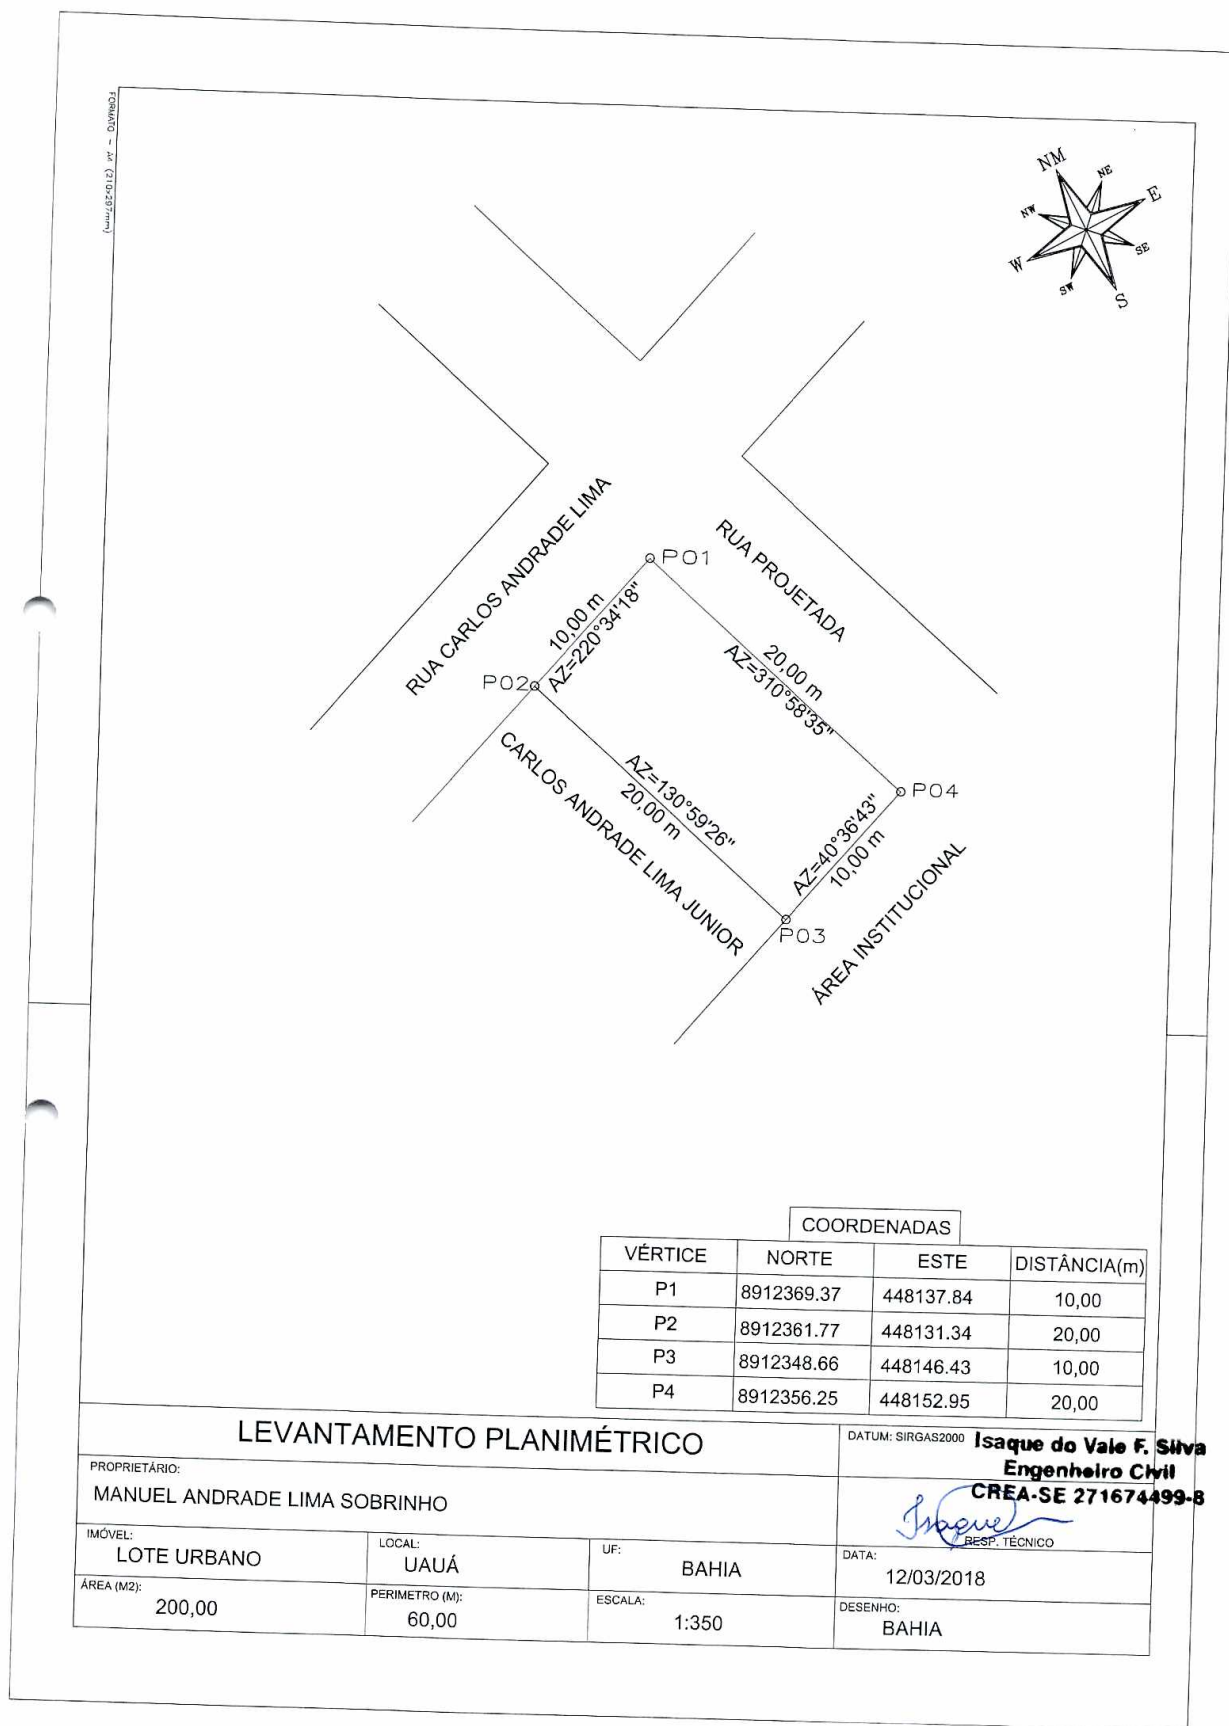 FORMATO - A4 (210x297mm)
NM
NE
E
SE
S
SW
W
NW
RUA CARLOS ANDRADE LIMA
RUA PROJETADA
P01
10,00 m
AZ=220°34'18"
20,00 m
AZ=310°58'35"
P02
CARLOS ANDRADE LIMA JUNIOR
AZ=130°59'26"
20,00 m
P04
AZ=40°36'43"
10,00 m
P03
ÁREA INSTITUCIONAL
COORDENADAS
VÉRTICE NORTE ESTE DISTÂNCIA(m)
P1 8912369.37 448137.84 10,00
P2 8912361.77 448131.34 20,00
P3 8912348.66 448146.43 10,00
P4 8912356.25 448152.95 20,00
LEVANTAMENTO PLANIMÉTRICO
DATUM: SIRGAS2000
Isaque do Vale F. Silva
Engenheiro Civil
CREA-SE 271674499-8
Isaque
RESP. TÉCNICO
PROPRIETÁRIO:
MANUEL ANDRADE LIMA SOBRINHO
IMÓVEL:
LOTE URBANO
LOCAL:
UAUÁ
UF:
BAHIA
DATA:
12/03/2018
ÁREA (M2):
200,00
PERIMETRO (M):
60,00
ESCALA:
1:350
DESENHO:
BAHIA